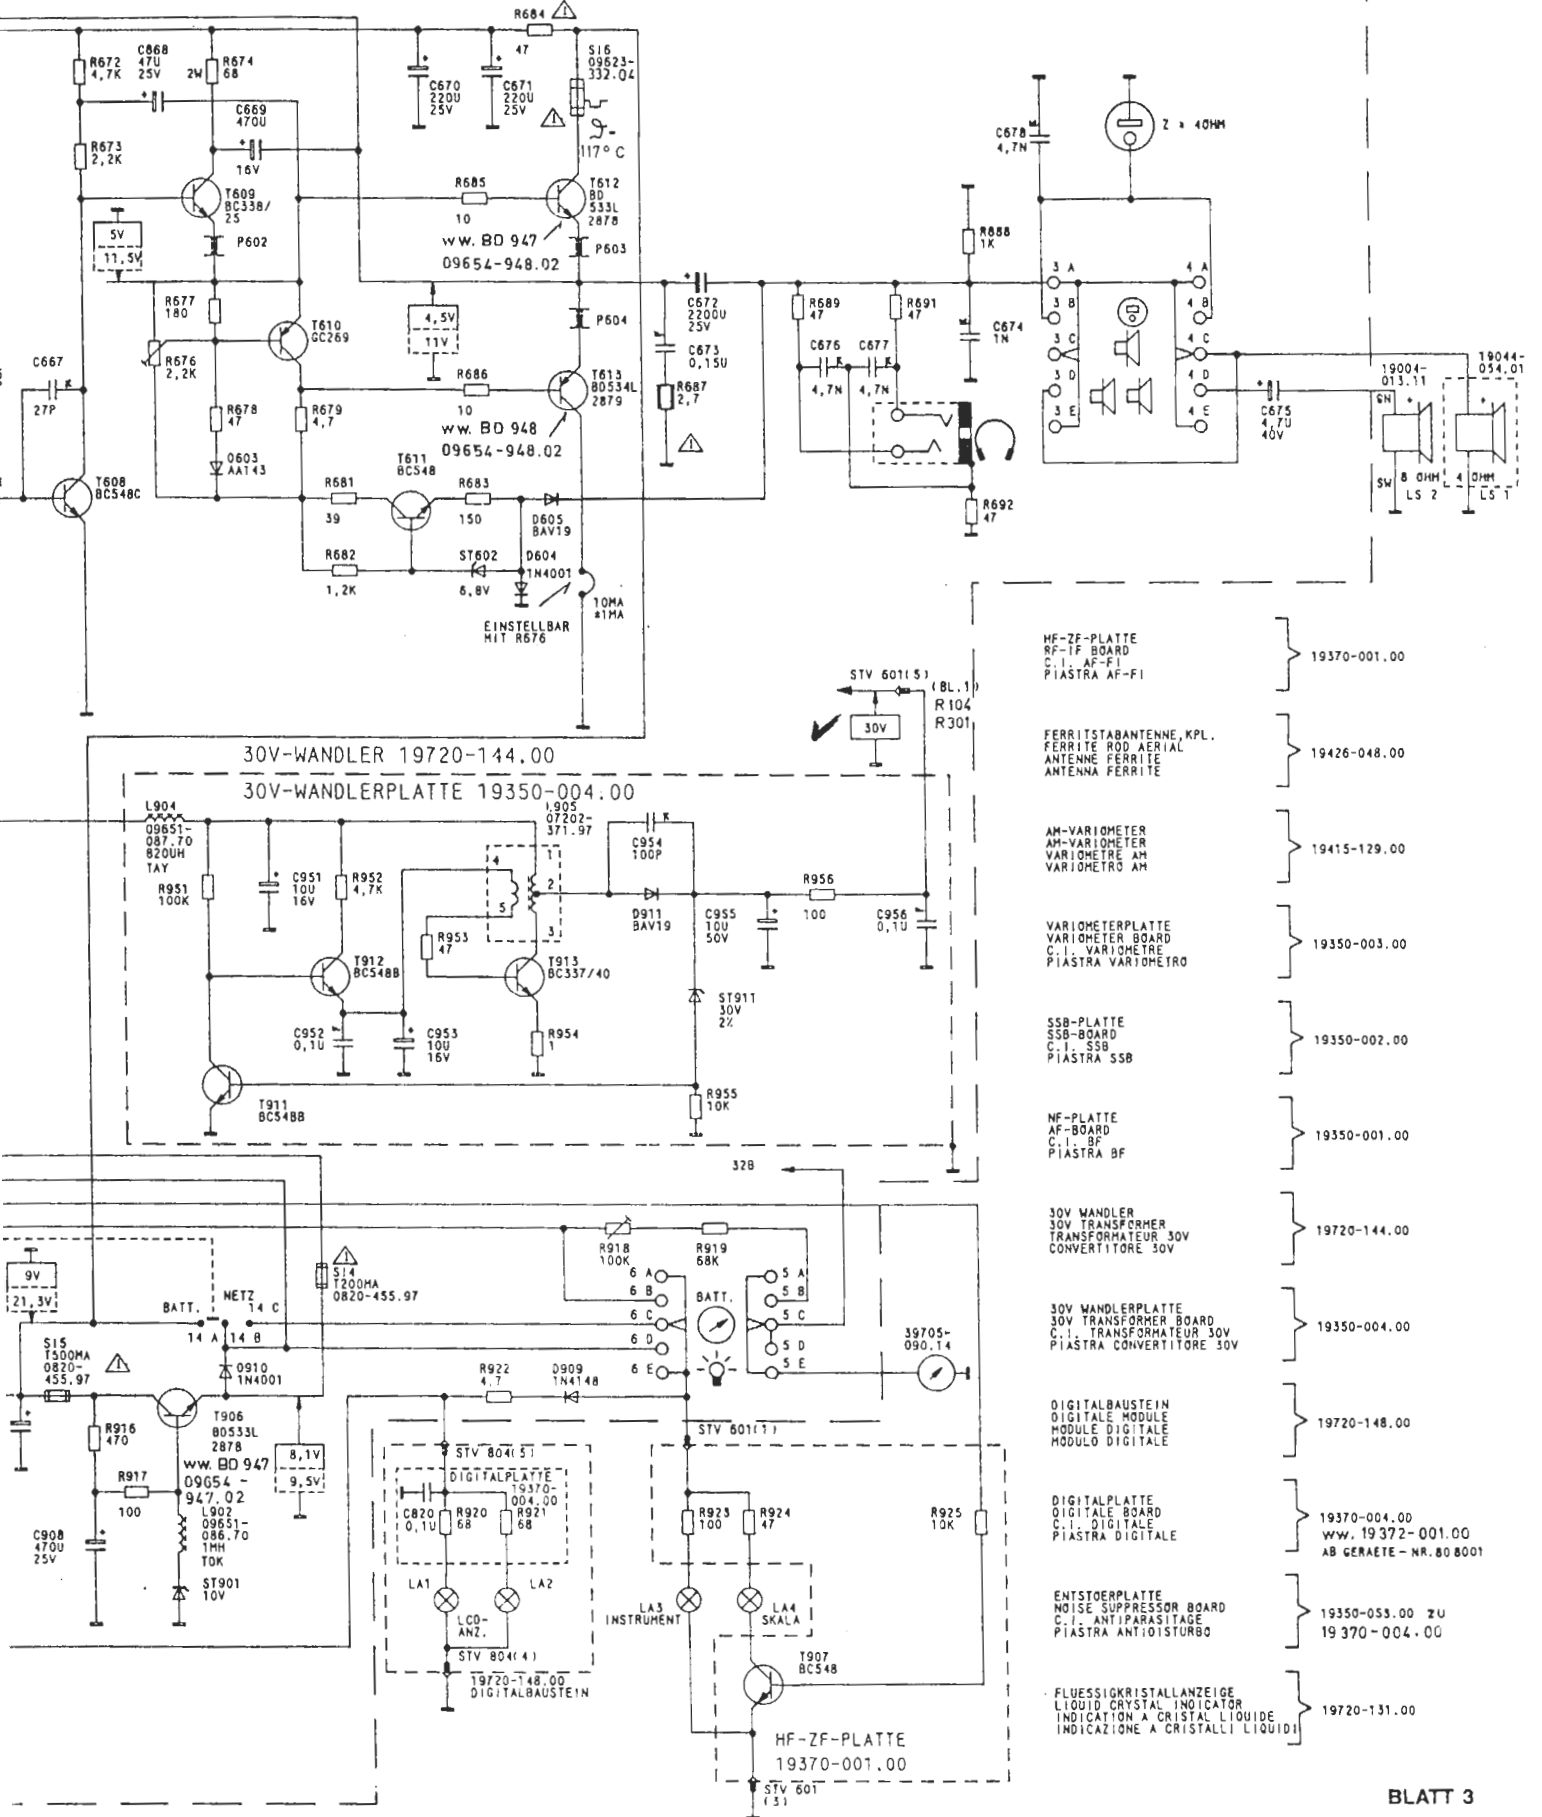 R684
47
R672
4,7K
C868
47U
25V
R674
2W 68
C670
220U
25V
C671
220U
25V
SI6
09623-
332.04
117°C
C669
470U
16V
R673
2,2K
T609
BC338/
25
R685
10
T612
BD
533L
2878
5V
11,5V
P602
WW. BD 947
09654-948.02
P603
R677
180
T610
GC269
4,5V
11V
P604
C672
2200U
25V
C673
0,15U
R676
2,2K
C667
27P
R686
10
T613
BD534L
2879
R687
2,7
WW. BD 948
09654-948.02
R678
47
R679
4,7
D603
AA143
T608
BC548C
T611
BC548
R681
39
R683
150
D605
BAV19
R682
1,2K
ST602
6,8V
D604
1N4001
10MA
±1MA
EINSTELLBAR
MIT R676
R689
47
R691
47
C676
4,7N
C677
4,7N
R888
1K
C674
1N
R692
47
C678
4,7N
Z = 4OHM
3 A
3 B
3 C
3 D
3 E
4 A
4 B
4 C
4 D
4 E
C675
4,7U
40V
19004-
013.11
GN
SW
8 OHM
LS 2
19044-
054.01
4 OHM
LS 1
STV 601(5)
(BL.1)
R104
R301
30V
30V-WANDLER 19720-144.00
30V-WANDLERPLATTE 19350-004.00
L904
09651-
087.70
820UH
TAY
R951
100K
C951
10U
16V
R952
4,7K
L905
07202-
371.97
1
2
3
4
5
C954
100P
D911
BAV19
C955
10U
50V
R956
100
C956
0,1U
R953
47
T912
BC548B
T913
BC337/40
ST911
30V
2%
C952
0,1U
C953
10U
16V
R954
1
T911
BC548B
R955
10K
32B
R918
100K
R919
68K
SI4
T200MA
0820-455.97
9V
21,3V
BATT.
NETZ
14 C
14 A
14 B
6 A
6 B
6 C
6 D
6 E
BATT.
5 A
5 B
5 C
5 D
5 E
39705-
090.14
SI5
T500MA
0820-
455.97
D910
1N4001
R922
4,7
D909
1N4148
R916
470
T906
BD533L
2878
WW. BD 947
09654-
947.02
8,1V
9,5V
R917
100
C908
470U
25V
L902
09651-
086.70
1MH
TOK
ST901
10V
STV 804(5)
DIGITALPLATTE
19370-
004.00
C820
0,1U
R920
68
R921
68
LA1
LA2
LCD-
ANZ.
STV 804(4)
19720-148.00
DIGITALBAUSTEIN
STV 601(1)
R923
100
R924
47
R925
10K
LA3
INSTRUMENT
LA4
SKALA
T907
BC548
HF-ZF-PLATTE
19370-001.00
STV 601
(3)
HF-ZF-PLATTE
RF-IF BOARD
C.I. AF-FI
PIASTRA AF-FI
19370-001.00
FERRITSTABANTENNE,KPL.
FERRITE ROD AERIAL
ANTENNE FERRITE
ANTENNA FERRITE
19426-048.00
AM-VARIOMETER
AM-VARIOMETER
VARIOMETRE AM
VARIOMETRO AM
19415-129.00
VARIOMETERPLATTE
VARIOMETER BOARD
C.I. VARIOMETRE
PIASTRA VARIOMETRO
19350-003.00
SSB-PLATTE
SSB-BOARD
C.I. SSB
PIASTRA SSB
19350-002.00
NF-PLATTE
AF-BOARD
C.I. BF
PIASTRA BF
19350-001.00
30V WANDLER
30V TRANSFORMER
TRANSFORMATEUR 30V
CONVERTITORE 30V
19720-144.00
30V WANDLERPLATTE
30V TRANSFORMER BOARD
C.I. TRANSFORMATEUR 30V
PIASTRA CONVERTITORE 30V
19350-004.00
DIGITALBAUSTEIN
DIGITALE MODULE
MODULE DIGITALE
MODULO DIGITALE
19720-148.00
DIGITALPLATTE
DIGITALE BOARD
C.I. DIGITALE
PIASTRA DIGITALE
19370-004.00
WW. 19372-001.00
AB GERAETE-NR.808001
ENTSTOERPLATTE
NOISE SUPPRESSOR BOARD
C.I. ANTIPARASITAGE
PIASTRA ANTIDISTURBO
19350-053.00 ZU
19370-004.00
FLUESSIGKRISTALLANZEIGE
LIQUID CRYSTAL INDICATOR
INDICATION A CRISTAL LIQUIDE
INDICAZIONE A CRISTALLI LIQUIDI
19720-131.00
BLATT 3